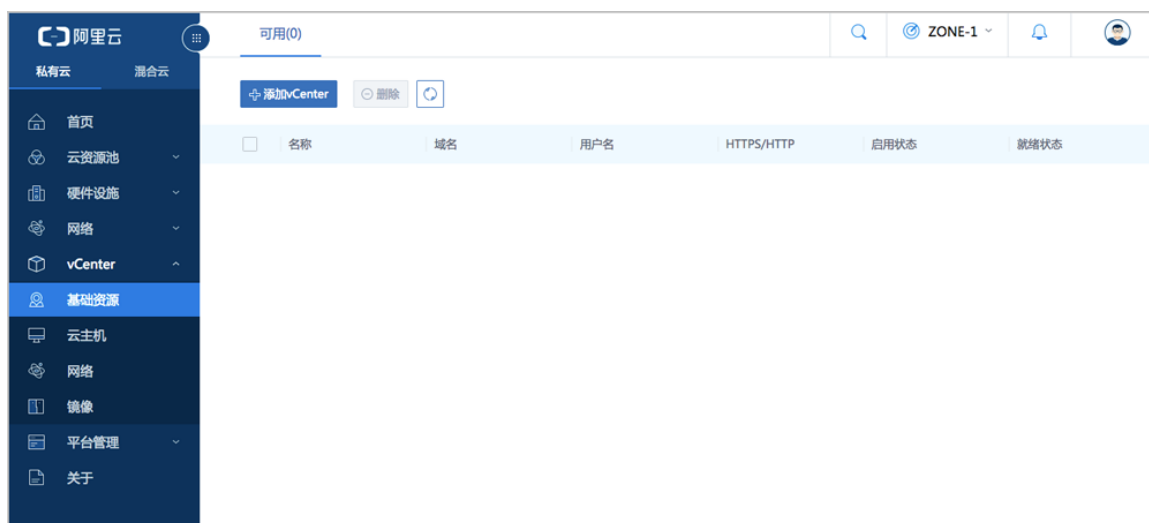 阿里云
私有云 混合云
首页
云资源池
硬件设施
网络
vCenter
基础资源
云主机
网络
镜像
平台管理
关于
可用(0) ZONE-1
添加vCenter 删除
名称 域名 用户名 HTTPS/HTTP 启用状态 就绪状态